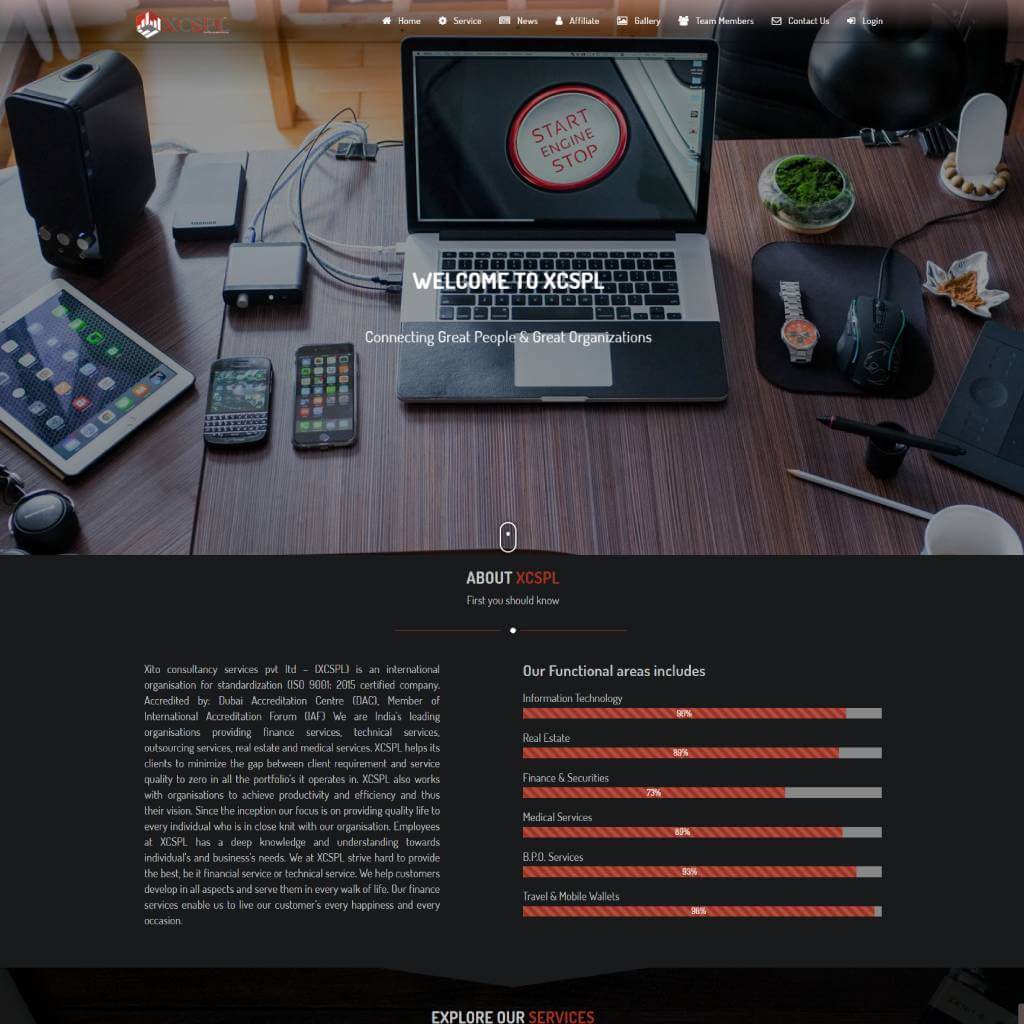 XCSPL
Home
Service
News
Affiliate
Gallery
Team Members
Contact Us
Login
START
ENGINE
STOP
TOSHIBA
WELCOME TO XCSPL
Connecting Great People & Great Organizations
ABOUT XCSPL
First you should know
Xito consultancy services pvt ltd – (XCSPL) is an international
organisation for standardization (ISO 9001: 2015 certified company.
Accredited by: Dubai Accreditation Centre (DAC), Member of
International Accreditation Forum (IAF) We are India's leading
organisations providing finance services, technical services,
outsourcing services, real estate and medical services. XCSPL helps its
clients to minimize the gap between client requirement and service
quality to zero in all the portfolio's it operates in. XCSPL also works
with organisations to achieve productivity and efficiency and thus
their vision. Since the inception our focus is on providing quality life to
every individual who is in close knit with our organisation. Employees
at XCSPL has a deep knowledge and understanding towards
individual's and business's needs. We at XCSPL strive hard to provide
the best, be it financial service or technical service. We help customers
develop in all aspects and serve them in every walk of life. Our finance
services enable us to live our customer's every happiness and every
occasion.
Our Functional areas includes
Information Technology
90%
Real Estate
88%
Finance & Securities
73%
Medical Services
89%
B.P.O. Services
93%
Travel & Mobile Wallets
98%
EXPLORE OUR SERVICES